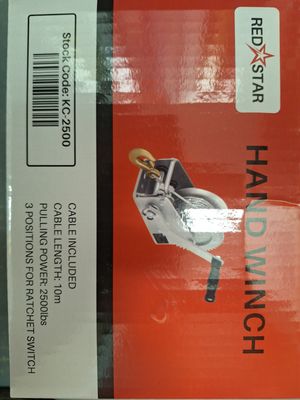 RED STAR
HAND WINCH
CABLE INCLUDED
CABLE LENGTH: 10m
PULLING POWER: 2500lbs
3 POSITIONS FOR RATCHET SWITCH
Stock Code: KC-2500